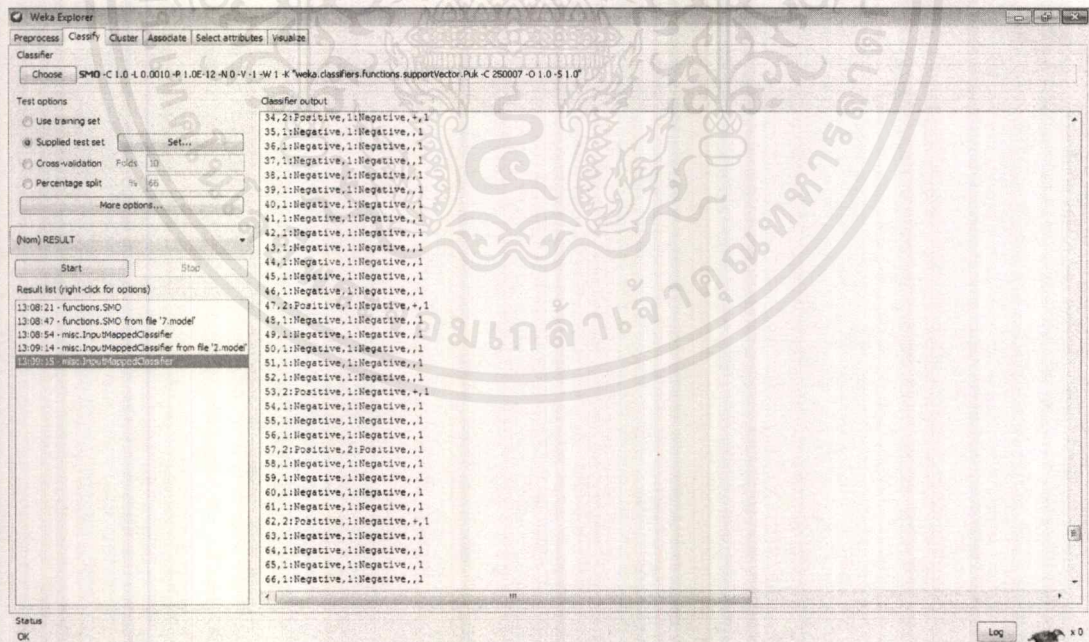 Weka Explorer
Preprocess Classify Cluster Associate Select attributes Visualize
Classifier
Choose SMO -C 1.0 -L 0.0010 -P 1.0E-12 -N 0 -V -1 -W 1 -K "weka.classifiers.functions.supportVector.Puk -C 250007 -O 1.0 -S 1.0"
Test options
Use training set
Supplied test set Set...
Cross-validation Folds 10
Percentage split % 66
More options...
(Nom) RESULT
Start Stop
Result list (right-click for options)
13:08:21 - functions.SMO
13:08:47 - functions.SMO from file '7.model'
13:08:54 - misc.InputMappedClassifier
13:09:14 - misc.InputMappedClassifier from file '2.model'
13:09:15 - misc.InputMappedClassifier
Classifier output
34,2:Positive,1:Negative,+,1
35,1:Negative,1:Negative,,1
36,1:Negative,1:Negative,,1
37,1:Negative,1:Negative,,1
38,1:Negative,1:Negative,,1
39,1:Negative,1:Negative,,1
40,1:Negative,1:Negative,,1
41,1:Negative,1:Negative,,1
42,1:Negative,1:Negative,,1
43,1:Negative,1:Negative,,1
44,1:Negative,1:Negative,,1
45,1:Negative,1:Negative,,1
46,1:Negative,1:Negative,,1
47,2:Positive,1:Negative,+,1
48,1:Negative,1:Negative,,1
49,1:Negative,1:Negative,,1
50,1:Negative,1:Negative,,1
51,1:Negative,1:Negative,,1
52,1:Negative,1:Negative,,1
53,2:Positive,1:Negative,+,1
54,1:Negative,1:Negative,,1
55,1:Negative,1:Negative,,1
56,1:Negative,1:Negative,,1
57,2:Positive,2:Positive,,1
58,1:Negative,1:Negative,,1
59,1:Negative,1:Negative,,1
60,1:Negative,1:Negative,,1
61,1:Negative,1:Negative,,1
62,2:Positive,1:Negative,+,1
63,1:Negative,1:Negative,,1
64,1:Negative,1:Negative,,1
65,1:Negative,1:Negative,,1
66,1:Negative,1:Negative,,1
Status
OK
Log
x 0